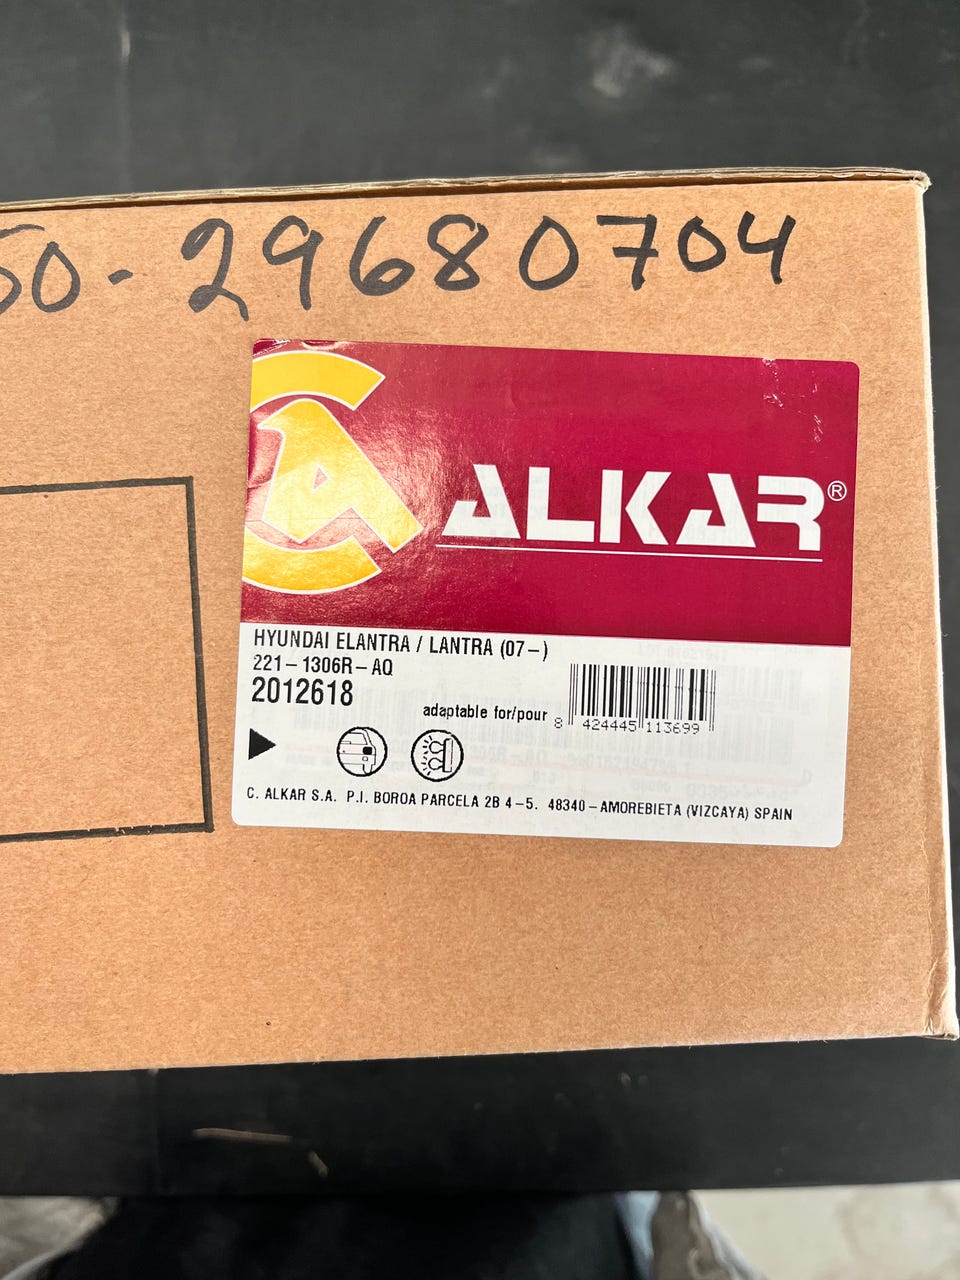 50-29680704
ALKAR®
HYUNDAI ELANTRA / LANTRA (07-)
221-1306R-AQ
2012618
adaptable for/pour
8 424445 113699
C. ALKAR S.A. P.I. BOROA PARCELA 2B 4-5. 48340-AMOREBIETA (VIZCAYA) SPAIN